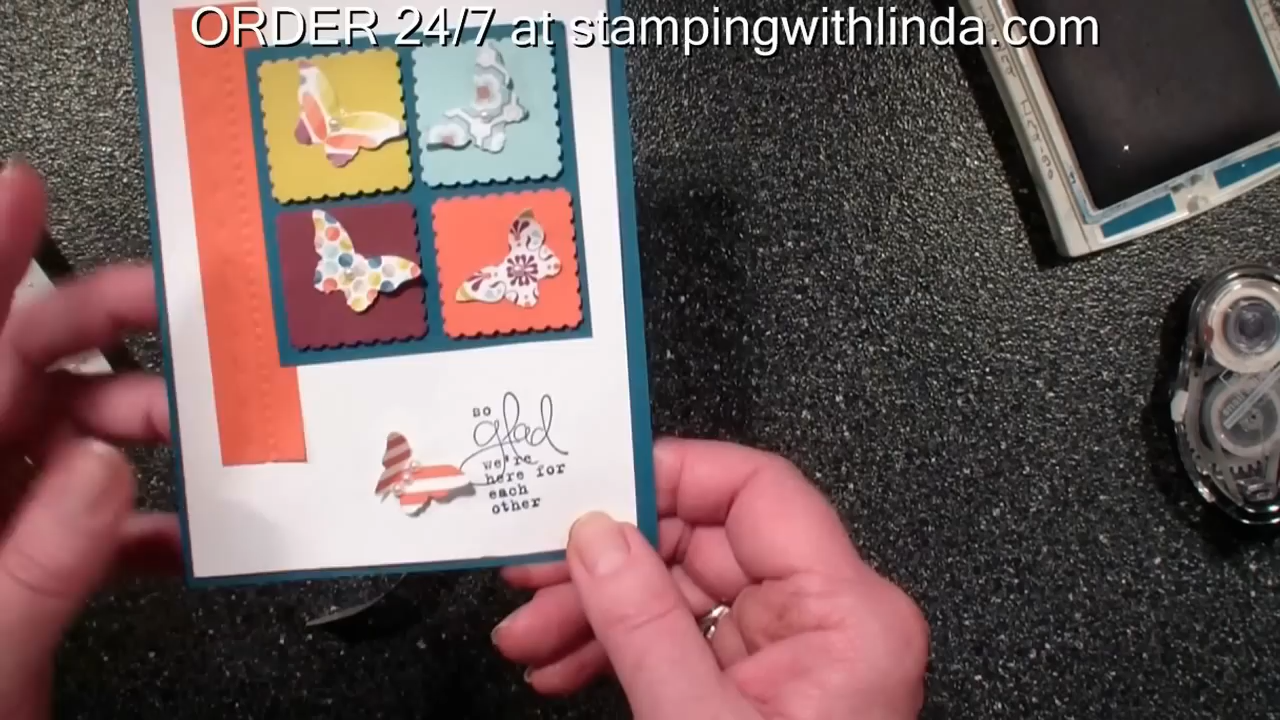 ORDER 24/7 at stampingwithlinda.com
so
glad
we're
here for
each
other